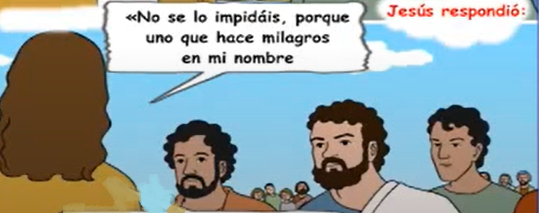 Jesús respondió:
«No se lo impidáis, porque
uno que hace milagros
en mi nombre